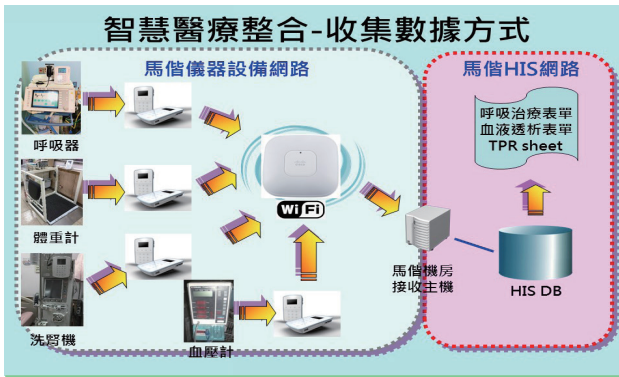 智慧醫療整合-收集數據方式
馬偕儀器設備網路
馬偕HIS網路
呼吸器
體重計
洗腎機
血壓計
WiFi
馬偕機房
接收主機
呼吸治療表單
血液透析表單
TPR sheet
HIS DB